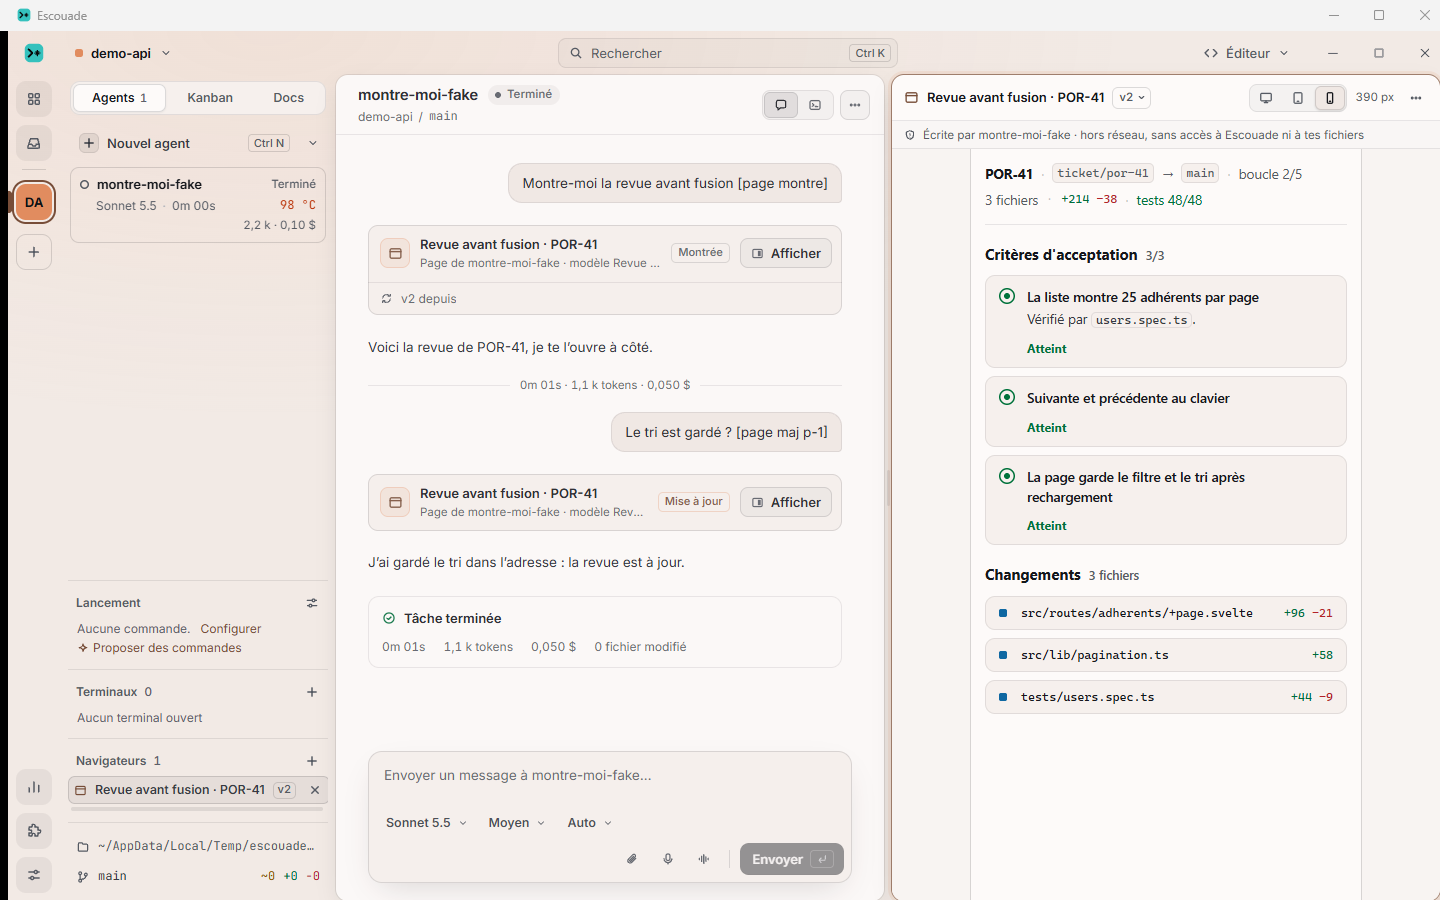 Escouade
demo-api
Rechercher
Ctrl K
Éditeur
Agents 1
Kanban
Docs
Nouvel agent
Ctrl N
DA
montre-moi-fake
Terminé
Sonnet 5.5 · 0m 00s
98 °C
2,2 k · 0,10 $
Lancement
Aucune commande. Configurer
Proposer des commandes
Terminaux 0
Aucun terminal ouvert
Navigateurs 1
Revue avant fusion · POR-41 v2
~/AppData/Local/Temp/escouade…
main
~0 +0 -0
montre-moi-fake
Terminé
demo-api / main
Montre-moi la revue avant fusion [page montre]
Revue avant fusion · POR-41
Page de montre-moi-fake · modèle Revue ...
Montrée
Afficher
v2 depuis
Voici la revue de POR-41, je te l’ouvre à côté.
0m 01s · 1,1 k tokens · 0,050 $
Le tri est gardé ? [page maj p-1]
Revue avant fusion · POR-41
Page de montre-moi-fake · modèle Rev...
Mise à jour
Afficher
J’ai gardé le tri dans l’adresse : la revue est à jour.
Tâche terminée
0m 01s 1,1 k tokens 0,050 $ 0 fichier modifié
Envoyer un message à montre-moi-fake...
Sonnet 5.5
Moyen
Auto
Envoyer
Revue avant fusion · POR-41
v2
390 px
Écrite par montre-moi-fake · hors réseau, sans accès à Escouade ni à tes fichiers
POR-41 · ticket/por-41 → main · boucle 2/5
3 fichiers · +214 −38 · tests 48/48
Critères d'acceptation 3/3
La liste montre 25 adhérents par page
Vérifié par users.spec.ts.
Atteint
Suivante et précédente au clavier
Atteint
La page garde le filtre et le tri après
rechargement
Atteint
Changements 3 fichiers
src/routes/adherents/+page.svelte +96 −21
src/lib/pagination.ts +58
tests/users.spec.ts +44 −9